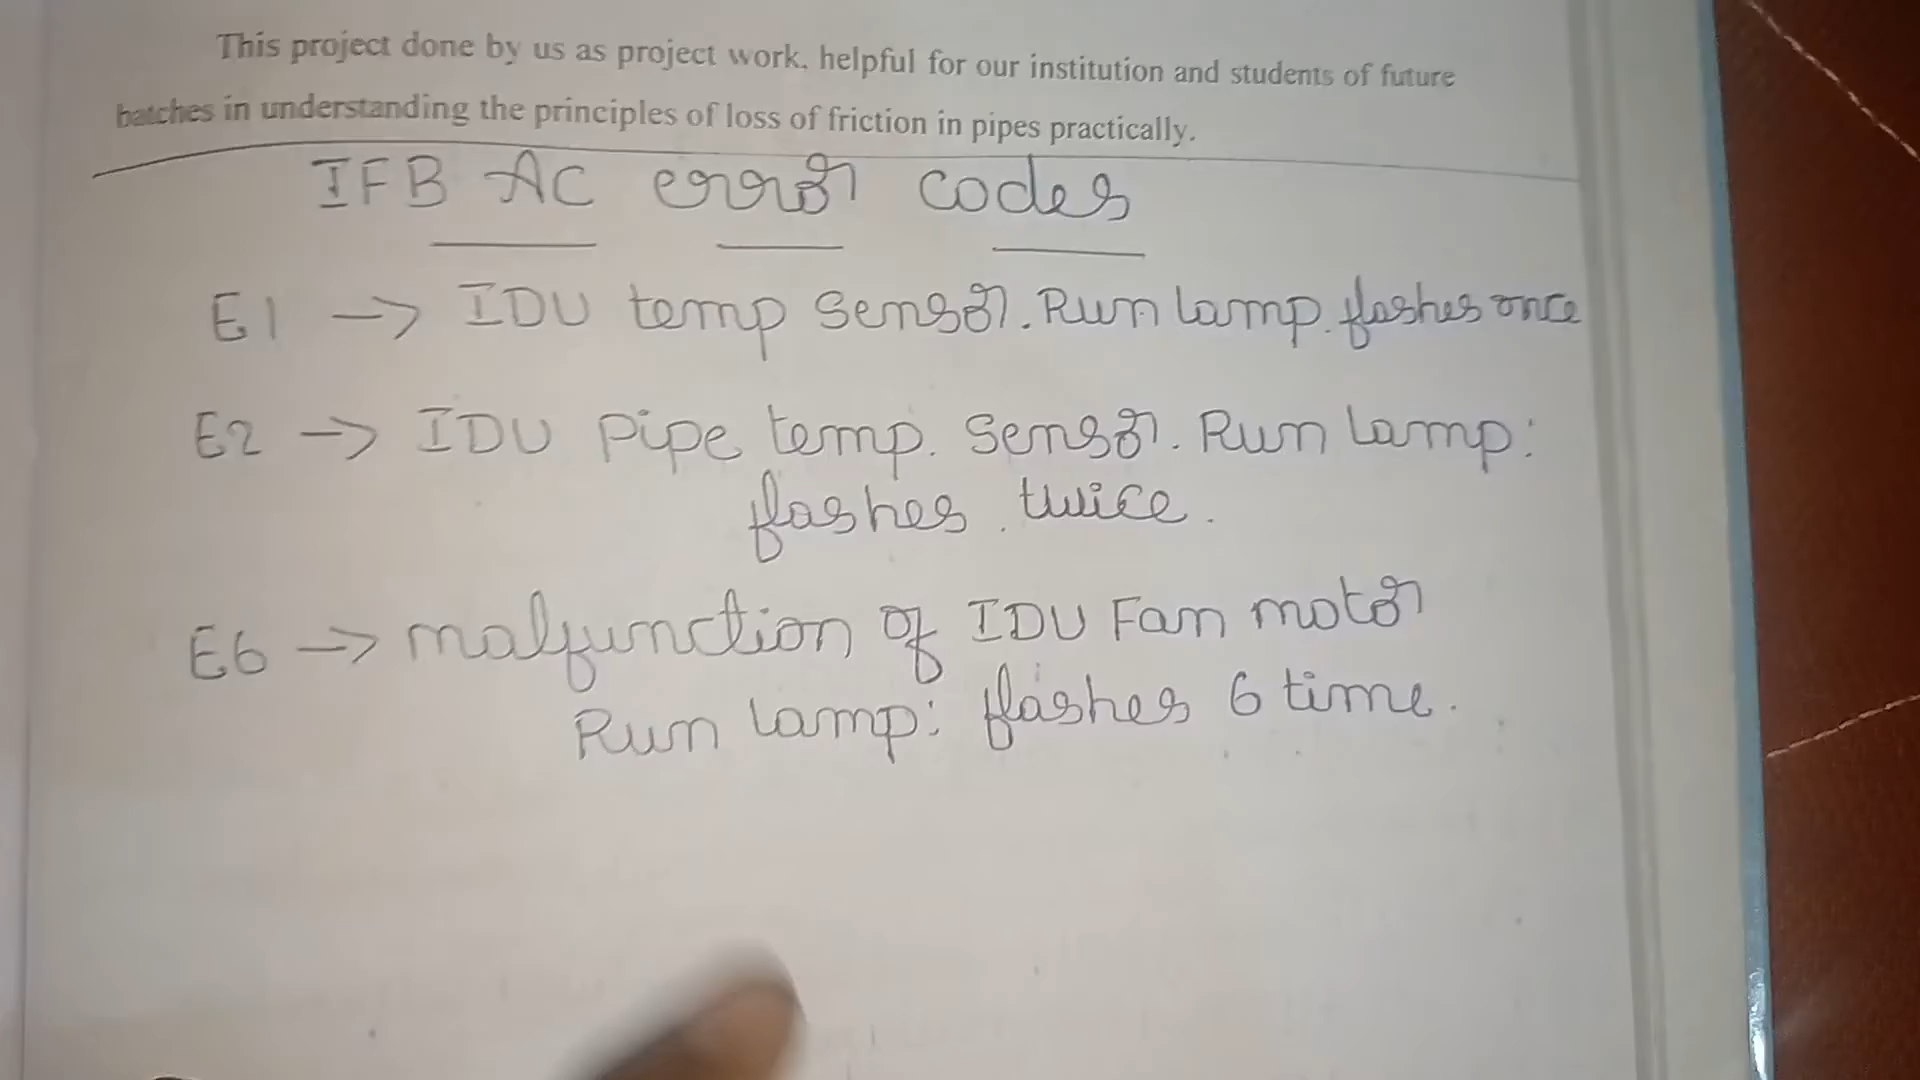 This project done by us as project work, helpful for our institution and students of future
batches in understanding the principles of loss of friction in pipes practically.
IFB AC error codes
E1 → IDU temp sensor. Run lamp. flashes once
E2 → IDU Pipe temp. sensor. Run lamp:
flashes. twice.
E6 → malfunction of IDU Fan motor
Run lamp: flashes 6 time.